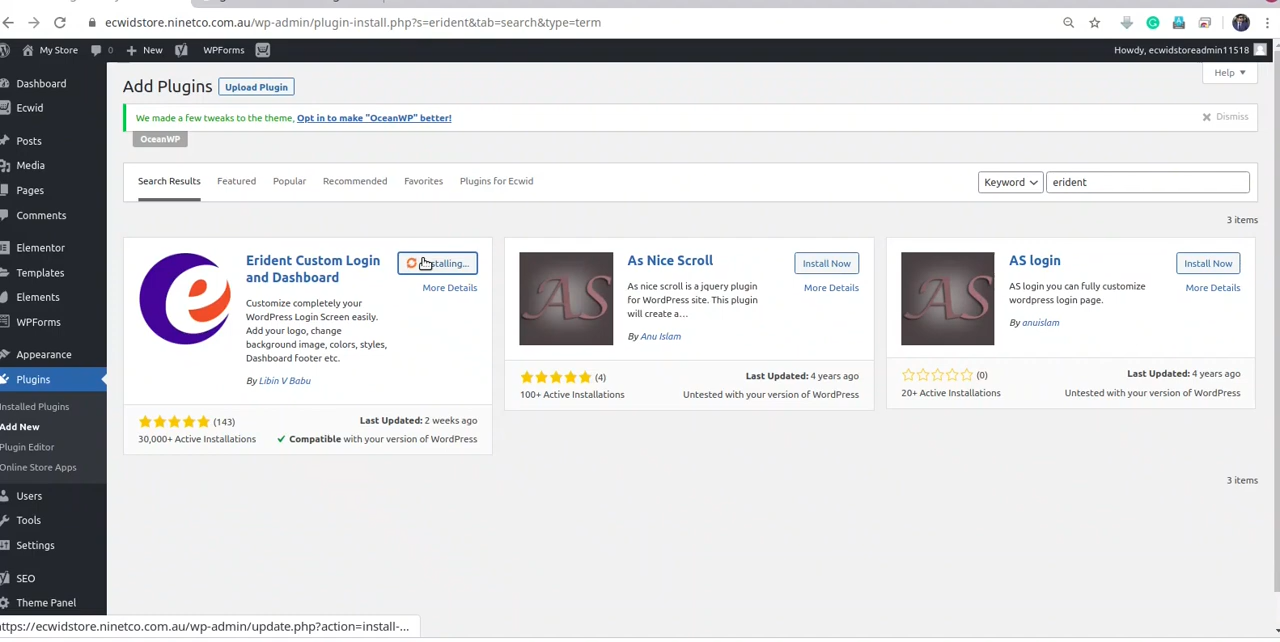 ecwidstore.ninetco.com.au/wp-admin/plugin-install.php?s=erident&tab=search&type=term
My Store 0 New WPForms Howdy, ecwidstoreadmin11518
Dashboard
Ecwid
Posts
Media
Pages
Comments
Elementor
Templates
Elements
WPForms
Appearance
Plugins
Installed Plugins
Add New
Plugin Editor
Online Store Apps
Users
Tools
Settings
SEO
Theme Panel
Help
Add Plugins Upload Plugin
We made a few tweaks to the theme, Opt in to make "OceanWP" better! Dismiss
OceanWP
Search Results Featured Popular Recommended Favorites Plugins for Ecwid Keyword erident
3 items
Erident Custom Login
and Dashboard
More Details
Customize completely your
WordPress Login Screen easily.
Add your logo, change
background image, colors, styles,
Dashboard footer etc.
By Libin V Babu
(143) Last Updated: 2 weeks ago
30,000+ Active Installations Compatible with your version of WordPress
AS
As Nice Scroll
Install Now
More Details
As nice scroll is a jquery plugin
for WordPress site. This plugin
will create a…
By Anu Islam
(4) Last Updated: 4 years ago
100+ Active Installations Untested with your version of WordPress
AS
AS login
Install Now
More Details
AS login you can fully customize
wordpress login page.
By anuislam
(0) Last Updated: 4 years ago
20+ Active Installations Untested with your version of WordPress
3 items
ttps://ecwidstore.ninetco.com.au/wp-admin/update.php?action=install-...